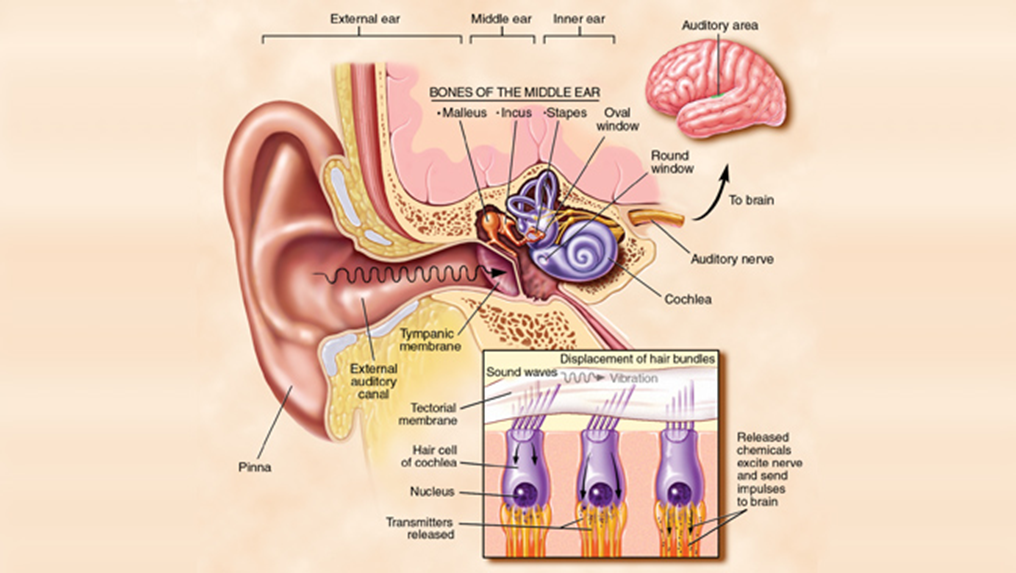 External ear
Middle ear
Inner ear
Auditory area
BONES OF THE MIDDLE EAR
•Malleus •Incus •Stapes
Oval
window
Round
window
To brain
Auditory nerve
Cochlea
Tympanic
membrane
External
auditory
canal
Pinna
Displacement of hair bundles
Sound waves
Vibration
Tectorial
membrane
Hair cell
of cochlea
Nucleus
Transmitters
released
Released
chemicals
excite nerve
and send
impulses
to brain